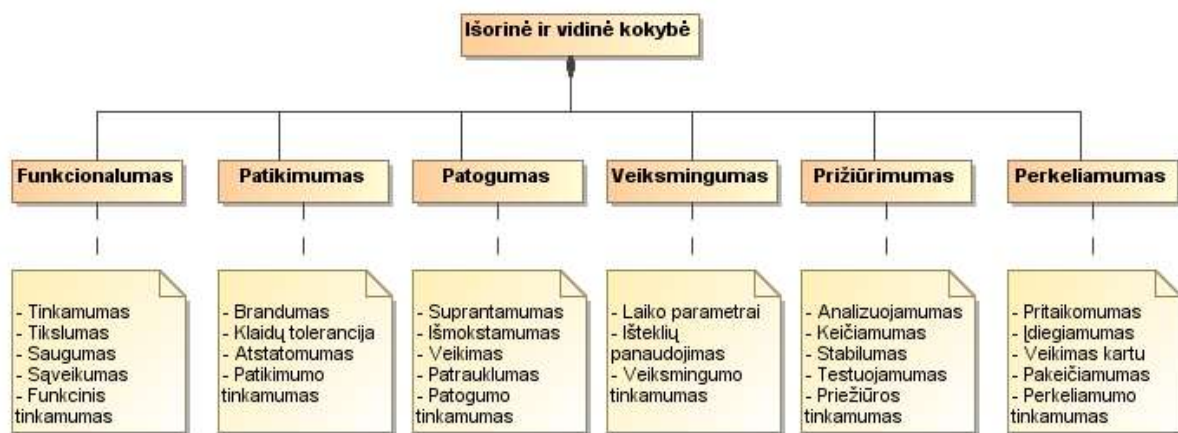 Išorinė ir vidinė kokybė
Funkcionalumas
Patikimumas
Patogumas
Veiksmingumas
Prižiūrimumas
Perkeliamumas
- Tinkamumas
- Tikslumas
- Saugumas
- Sąveikumas
- Funkcinis
tinkamumas
- Brandumas
- Klaidų tolerancija
- Atstatomumas
- Patikimumo
tinkamumas
- Suprantamumas
- Išmokstamumas
- Veikimas
- Patrauklumas
- Patogumo
tinkamumas
- Laiko parametrai
- Išteklių
panaudojimas
- Veiksmingumo
tinkamumas
- Analizuojamumas
- Keičiamumas
- Stabilumas
- Testuojamumas
- Priežiūros
tinkamumas
- Pritaikomumas
- Įdiegiamumas
- Veikimas kartu
- Pakeičiamumas
- Perkeliamumo
tinkamumas